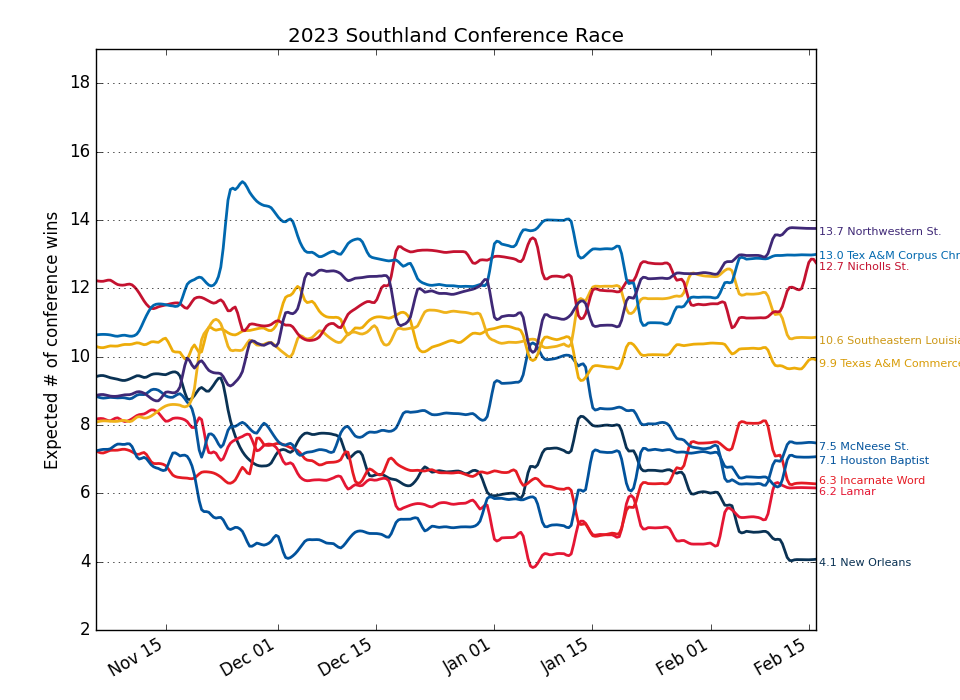 2023 Southland Conference Race
Expected # of conference wins
18
16
14
12
10
8
6
4
2
Nov 15
Dec 01
Dec 15
Jan 01
Jan 15
Feb 01
Feb 15
13.7 Northwestern St.
13.0 Tex A&M Corpus Chr
12.7 Nicholls St.
10.6 Southeastern Louisia
9.9 Texas A&M Commerce
7.5 McNeese St.
7.1 Houston Baptist
6.3 Incarnate Word
6.2 Lamar
4.1 New Orleans